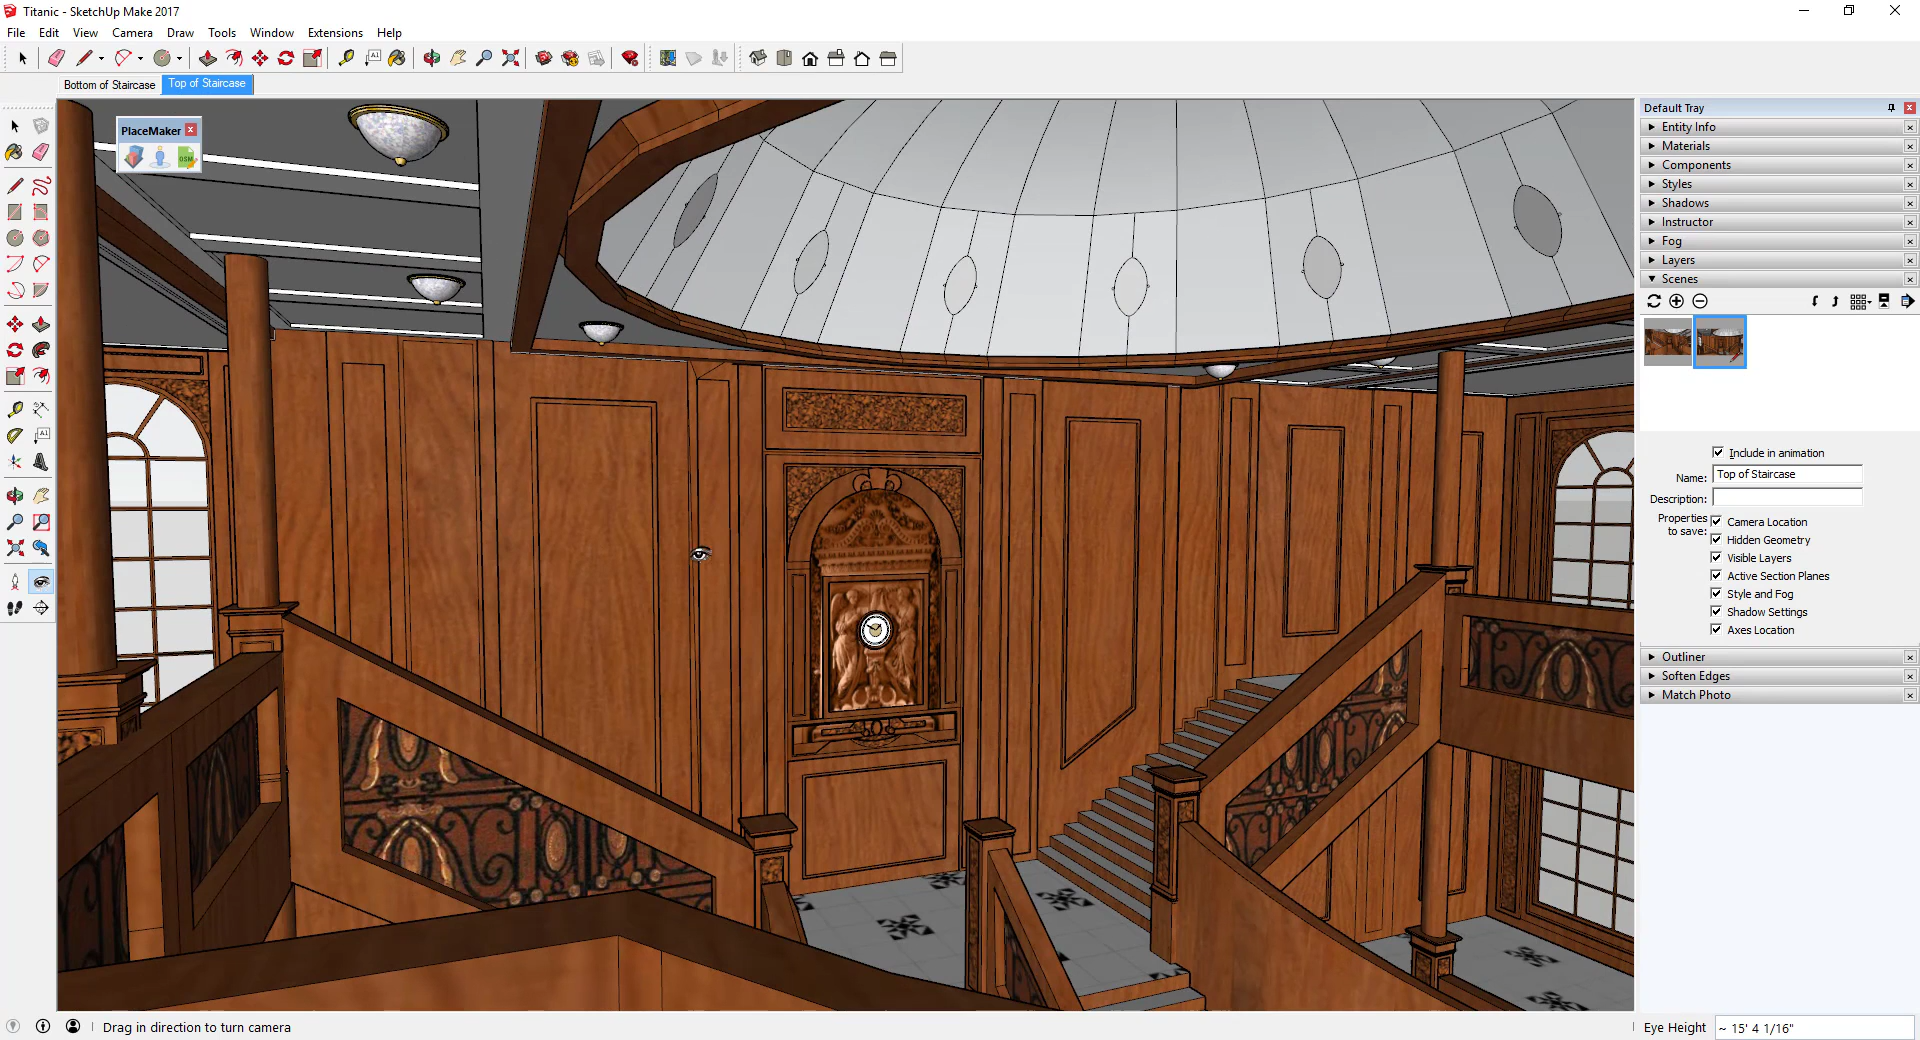 Titanic - SketchUp Make 2017
File Edit View Camera Draw Tools Window Extensions Help
Bottom of Staircase Top of Staircase
PlaceMaker
OSM
Default Tray
Entity Info
Materials
Components
Styles
Shadows
Instructor
Fog
Layers
Scenes
Include in animation
Name: Top of Staircase
Description:
Properties to save:
Camera Location
Hidden Geometry
Visible Layers
Active Section Planes
Style and Fog
Shadow Settings
Axes Location
Outliner
Soften Edges
Match Photo
Drag in direction to turn camera
Eye Height ~ 15' 4 1/16"